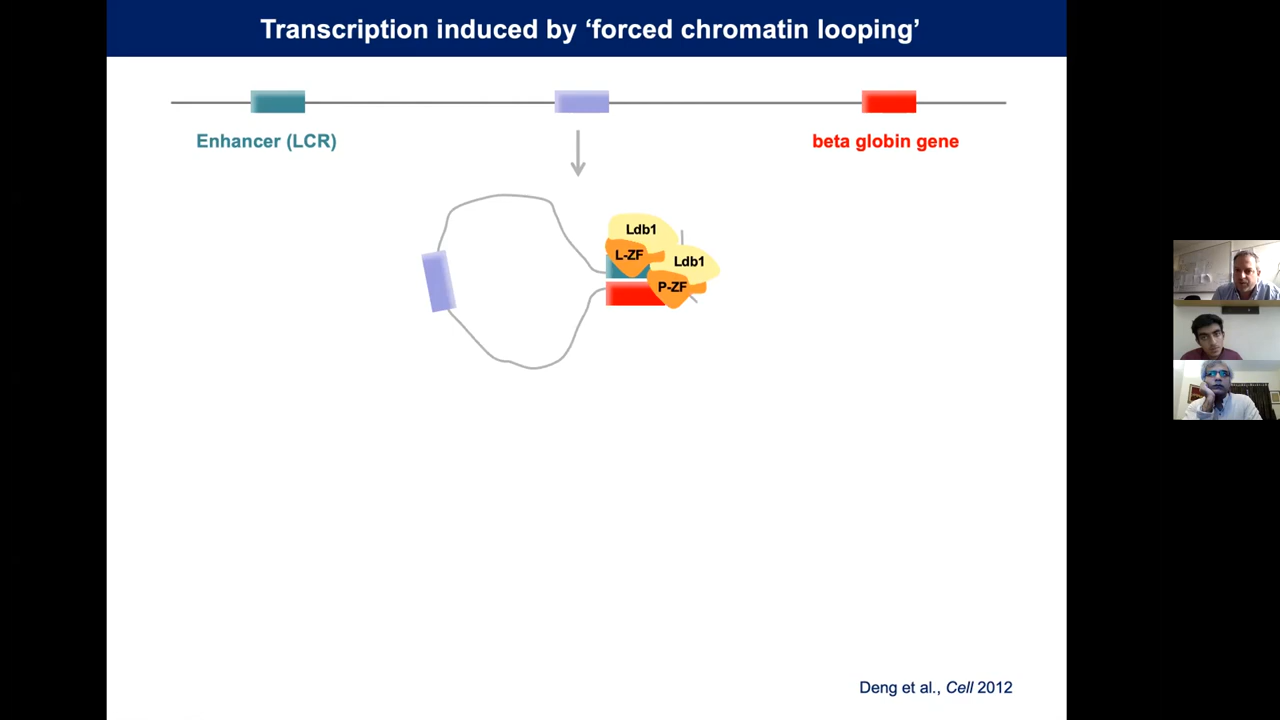 Transcription induced by ‘forced chromatin looping’
Enhancer (LCR)
beta globin gene
Ldb1
L-ZF
Ldb1
P-ZF
Deng et al., Cell 2012